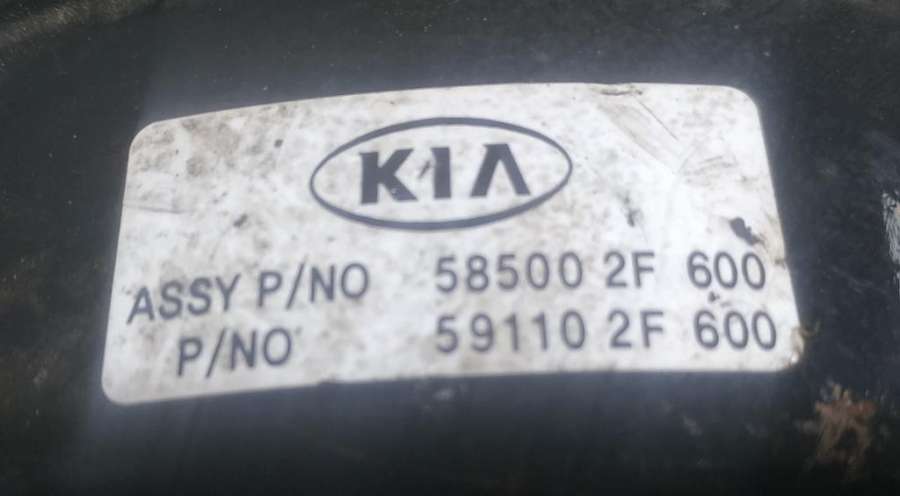 KIA
ASSY P/NO 58500 2F 600
P/NO 59110 2F 600